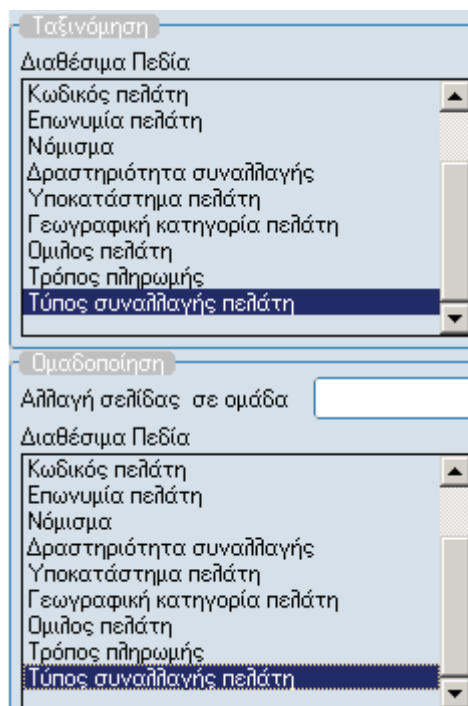 Ταξινόμηση
Διαθέσιμα Πεδία
Κωδικός πελάτη
Επωνυμία πελάτη
Νόμισμα
Δραστηριότητα συναλλαγής
Υποκατάστημα πελάτη
Γεωγραφική κατηγορία πελάτη
Ομιλος πελάτη
Τρόπος πληρωμής
Τύπος συναλλαγής πελάτη
Ομαδοποίηση
Αλλαγή σελίδας σε ομάδα
Διαθέσιμα Πεδία
Κωδικός πελάτη
Επωνυμία πελάτη
Νόμισμα
Δραστηριότητα συναλλαγής
Υποκατάστημα πελάτη
Γεωγραφική κατηγορία πελάτη
Ομιλος πελάτη
Τρόπος πληρωμής
Τύπος συναλλαγής πελάτη